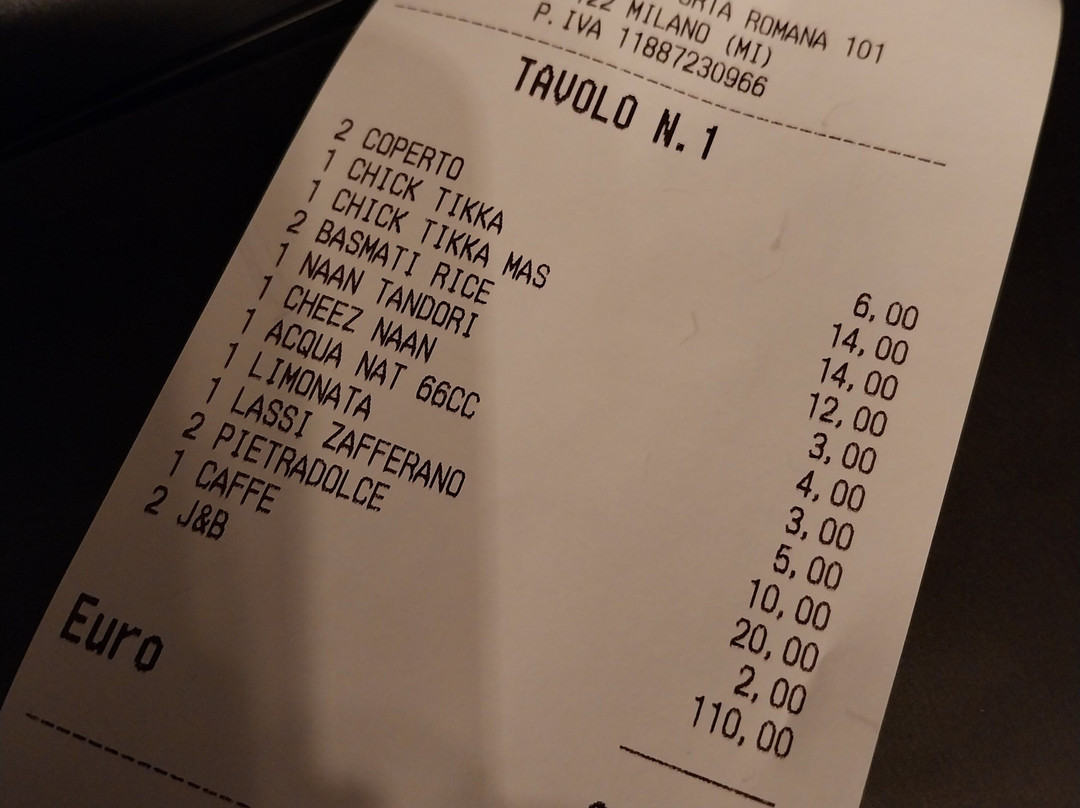 ROMANA 101
MILANO (MI)
P.IVA 11887230966
TAVOLO N.1
2 COPERTO 6,00
1 CHICK TIKKA 14,00
1 CHICK TIKKA MAS 14,00
2 BASMATI RICE 12,00
1 NAAN TANDORI 3,00
1 CHEEZ NAAN 4,00
1 ACQUA NAT 66CC 3,00
1 LIMONATA 5,00
1 LASSI ZAFFERANO 10,00
2 PIETRADOLCE 20,00
1 CAFFE 2,00
2 J&B 110,00
Euro